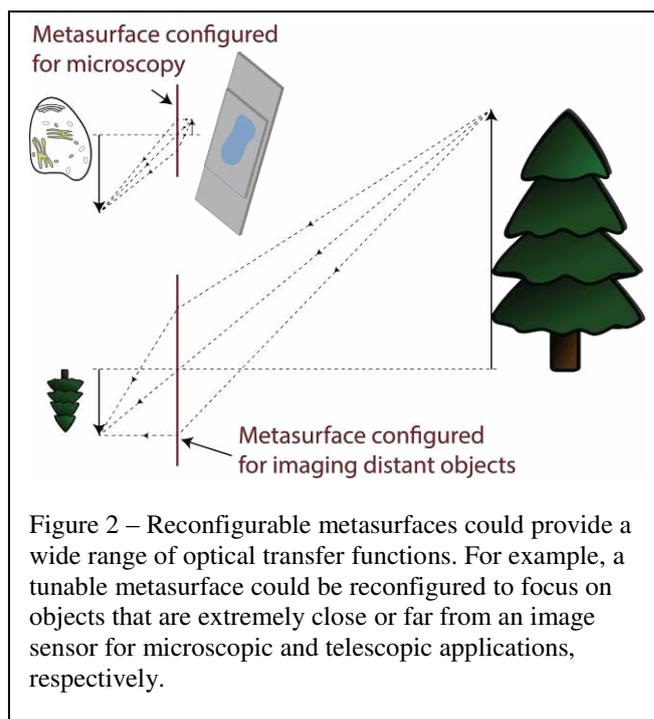 Metasurface configured
for microscopy
Metasurface configured
for imaging distant objects
Figure 2 – Reconfigurable metasurfaces could provide a
wide range of optical transfer functions. For example, a
tunable metasurface could be reconfigured to focus on
objects that are extremely close or far from an image
sensor for microscopic and telescopic applications,
respectively.